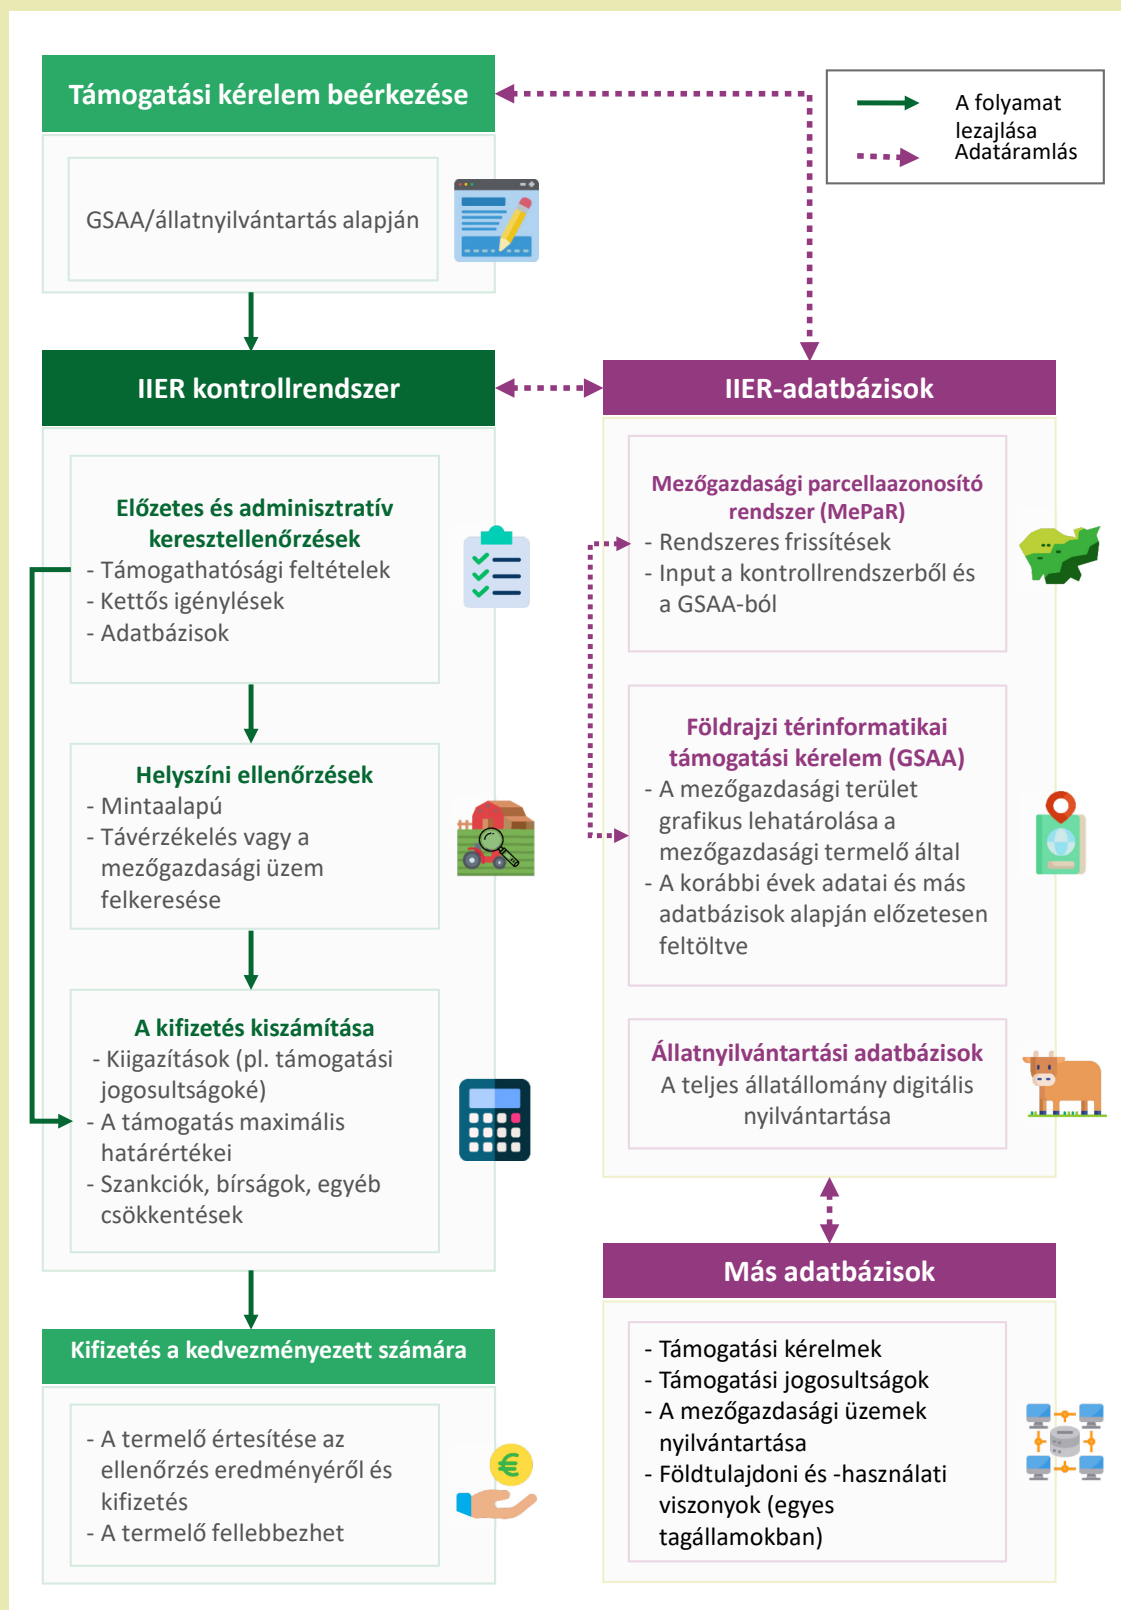 Támogatási kérelem beérkezése
GSAA/állatnyilvántartás alapján
A folyamat
lezajlása
Adatáramlás
IIER kontrollrendszer
Előzetes és adminisztratív
keresztellenőrzések
- Támogathatósági feltételek
- Kettős igénylések
- Adatbázisok
Helyszíni ellenőrzések
- Mintaalapú
- Távérzékelés vagy a
mezőgazdasági üzem
felkeresése
A kifizetés kiszámítása
- Kiigazítások (pl. támogatási
jogosultságoké)
- A támogatás maximális
határértékei
- Szankciók, bírságok, egyéb
csökkentések
Kifizetés a kedvezményezett számára
- A termelő értesítése az
ellenőrzés eredményéről és
kifizetés
- A termelő fellebbezhet
IIER-adatbázisok
Mezőgazdasági parcellaazonosító
rendszer (MePaR)
- Rendszeres frissítések
- Input a kontrollrendszerből és
a GSAA-ból
Földrajzi térinformatikai
támogatási kérelem (GSAA)
- A mezőgazdasági terület
grafikus lehatárolása a
mezőgazdasági termelő által
- A korábbi évek adatai és más
adatbázisok alapján előzetesen
feltöltve
Állatnyilvántartási adatbázisok
A teljes állatállomány digitális
nyilvántartása
Más adatbázisok
- Támogatási kérelmek
- Támogatási jogosultságok
- A mezőgazdasági üzemek
nyilvántartása
- Földtulajdoni és -használati
viszonyok (egyes
tagállamokban)